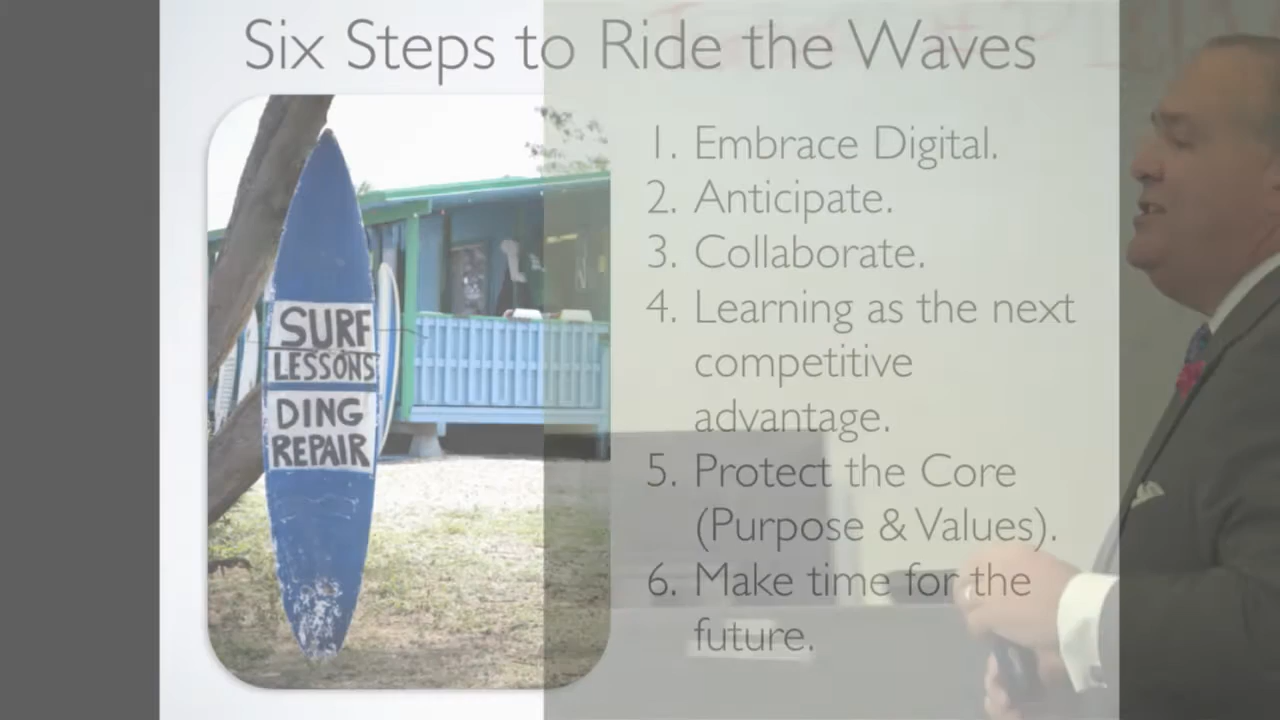 Six Steps to Ride the Waves
SURF
LESSONS
DING
REPAIR
1. Embrace Digital.
2. Anticipate.
3. Collaborate.
4. Learning as the next
competitive
advantage.
5. Protect the Core
(Purpose & Values).
6. Make time for the
future.